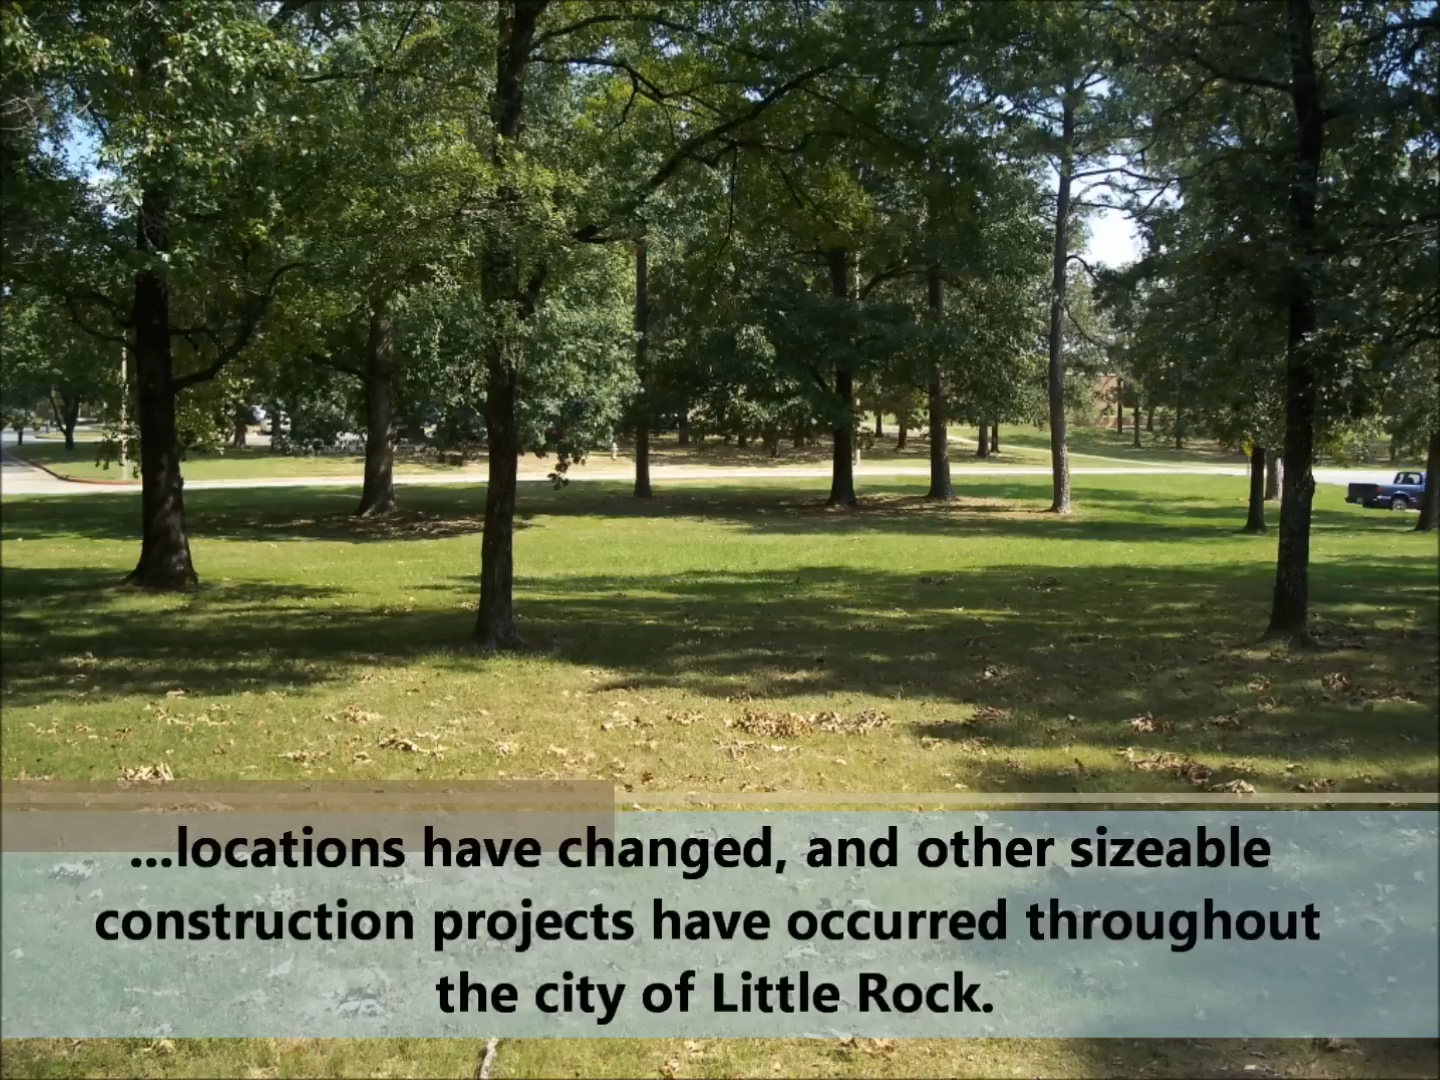 ...locations have changed, and other sizeable
construction projects have occurred throughout
the city of Little Rock.